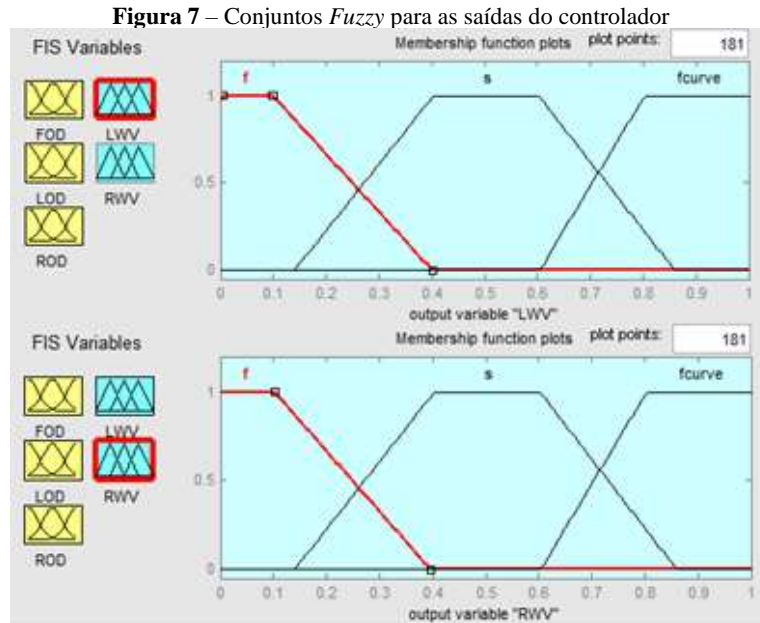 Figura 7 – Conjuntos Fuzzy para as saídas do controlador
FIS Variables
Membership function plots
plot points:
181
FOD
LWV
LOD
RWV
ROD
f
s
fcurve
1
0.5
0
0 0.1 0.2 0.3 0.4 0.5 0.6 0.7 0.8 0.9 1
output variable "LWV"
FIS Variables
Membership function plots
plot points:
181
FOD
LWV
LOD
RWV
ROD
f
s
fcurve
1
0.5
0
0 0.1 0.2 0.3 0.4 0.5 0.6 0.7 0.8 0.9 1
output variable "RWV"